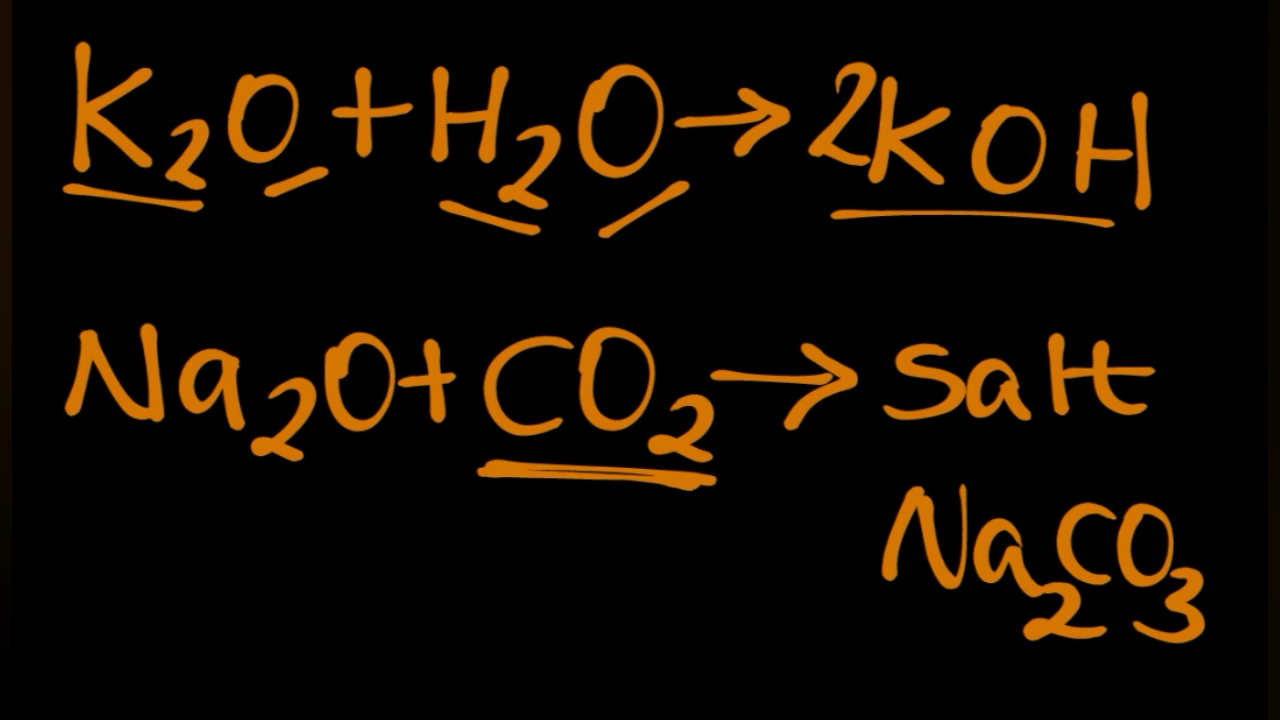 K₂O + H₂O → 2KOH
Na₂O + CO₂ → Salt
Na₂CO₃